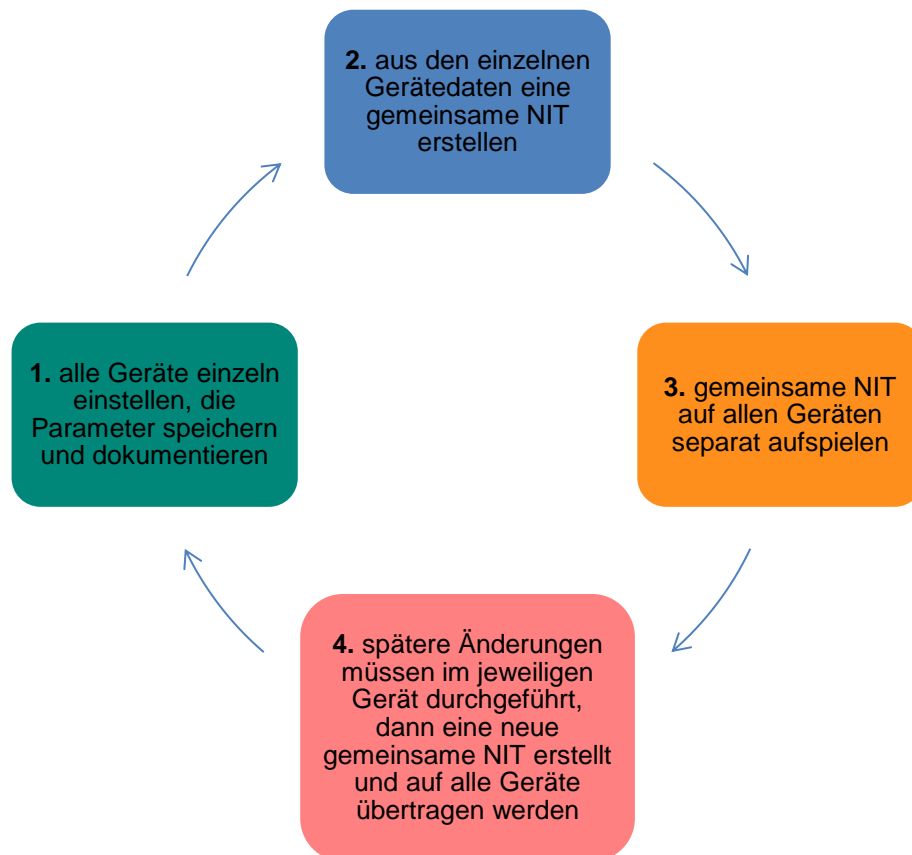 2. aus den einzelnen
Gerätedaten eine
gemeinsame NIT
erstellen
1. alle Geräte einzeln
einstellen, die
Parameter speichern
und dokumentieren
3. gemeinsame NIT
auf allen Geräten
separat aufspielen
4. spätere Änderungen
müssen im jeweiligen
Gerät durchgeführt,
dann eine neue
gemeinsame NIT erstellt
und auf alle Geräte
übertragen werden